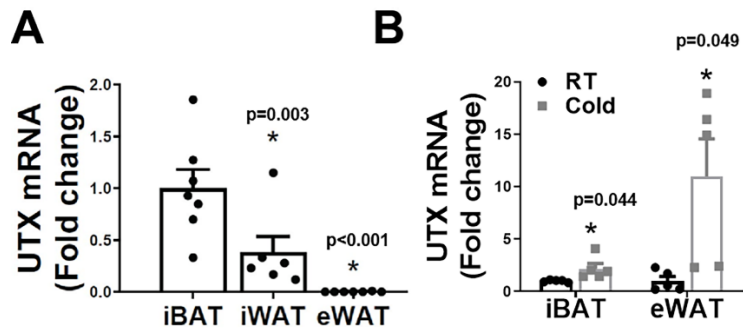 A
UTX mRNA
(Fold change)
2.0
1.5
1.0
0.5
0.0
p=0.003
*
p<0.001
*
iBAT
iWAT
eWAT
B
UTX mRNA
(Fold change)
20
15
10
5
0
RT
Cold
p=0.049
*
p=0.044
*
iBAT
eWAT